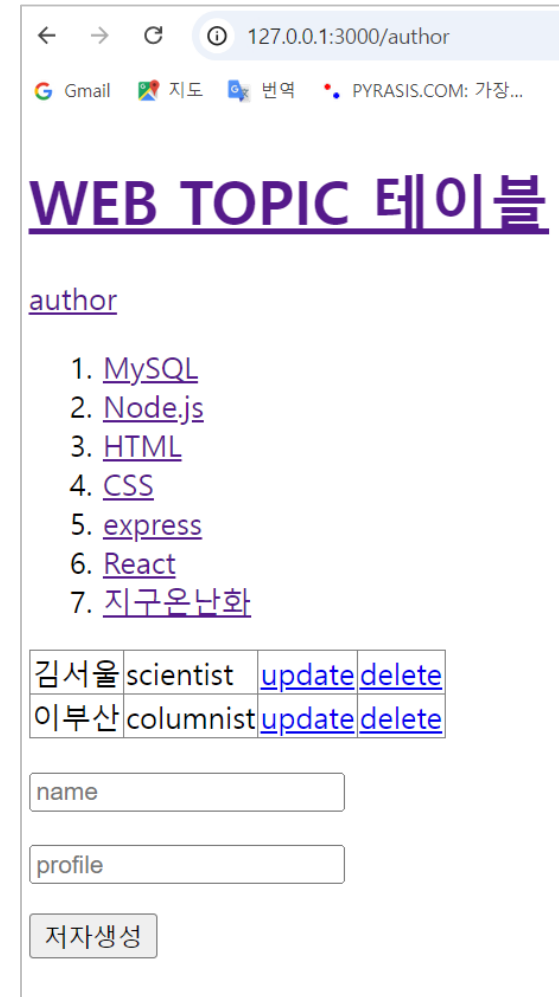 127.0.0.1:3000/author
Gmail 지도 번역 PYRASIS.COM: 가장...
WEB TOPIC 테이블
author
1. MySQL
2. Node.js
3. HTML
4. CSS
5. express
6. React
7. 지구온난화
김서울 scientist update delete
이부산 columnist update delete
name
profile
저자생성